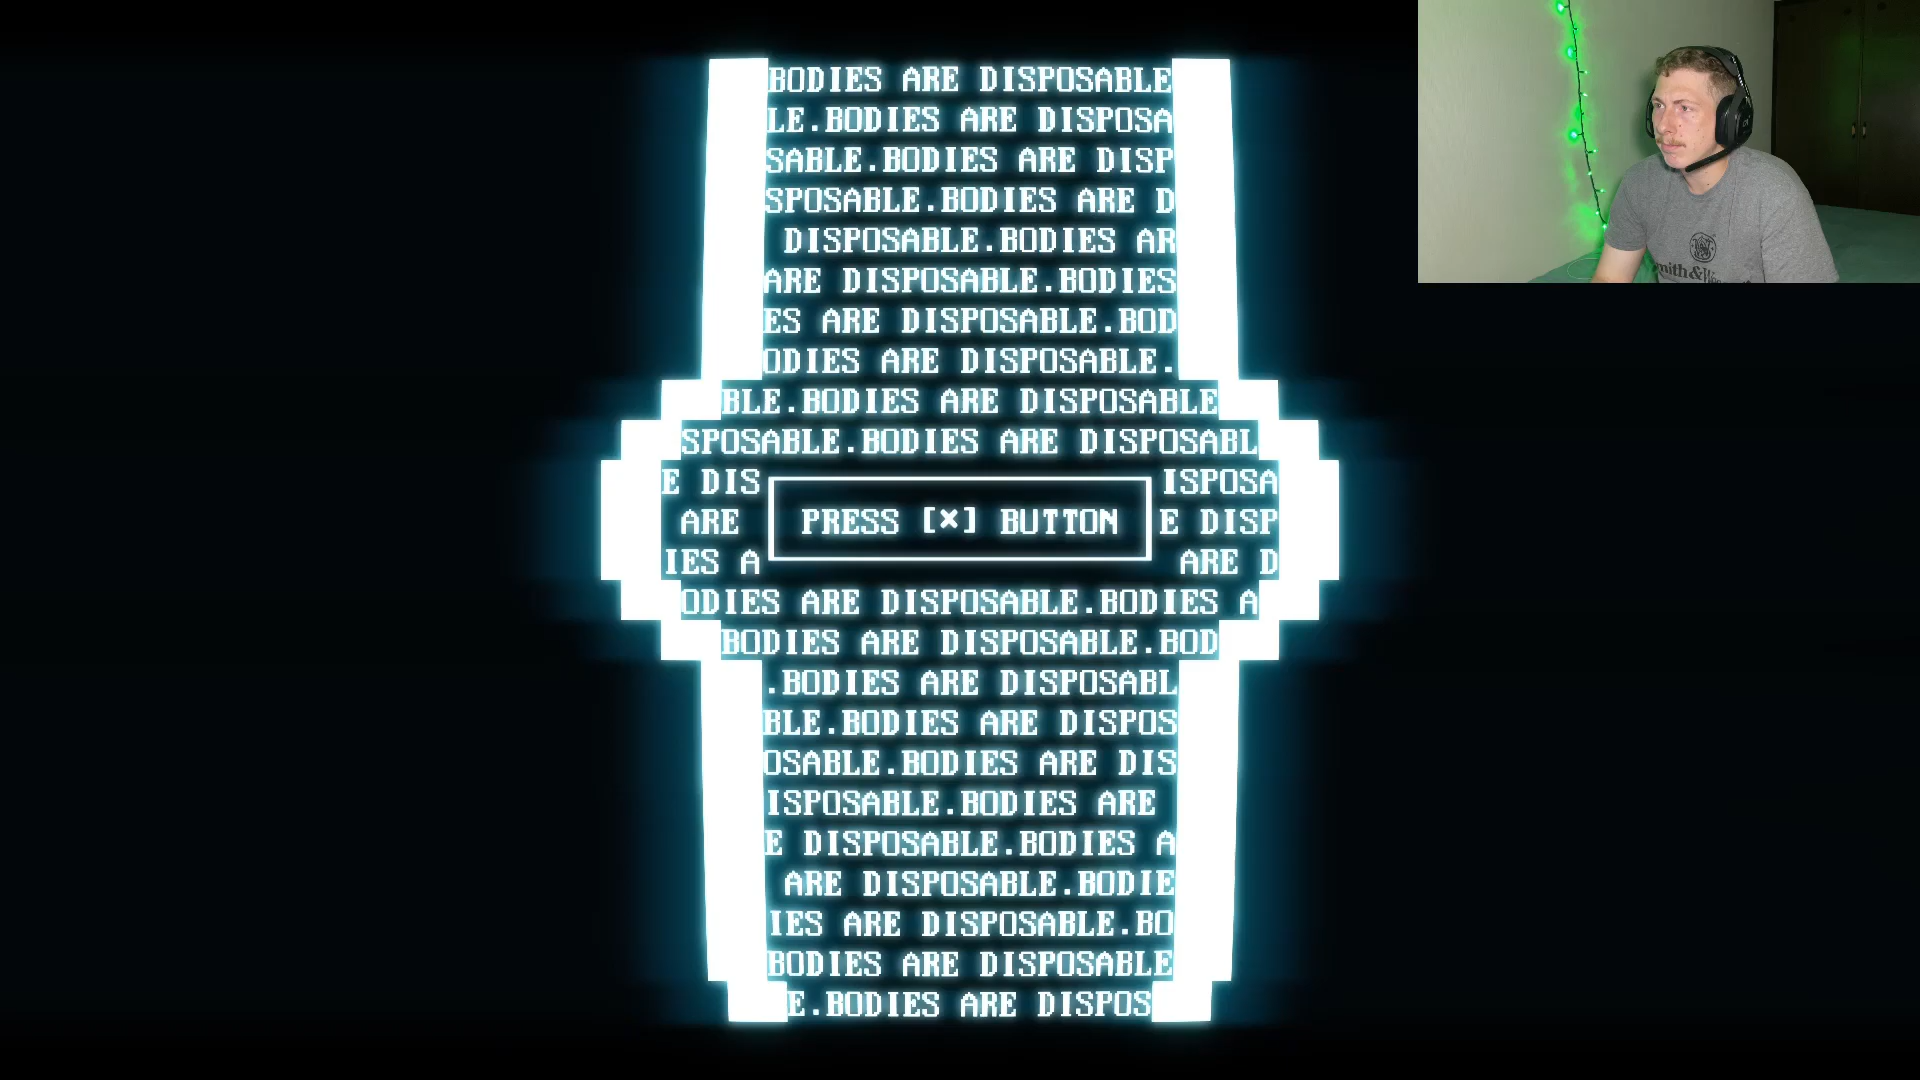 BODIES ARE DISPOSABLE
LE.BODIES ARE DISPOSA
SABLE.BODIES ARE DISP
SPOSABLE.BODIES ARE D
DISPOSABLE.BODIES AR
ARE DISPOSABLE.BODIES
ES ARE DISPOSABLE.BOD
ODIES ARE DISPOSABLE.
BLE.BODIES ARE DISPOSABLE
SPOSABLE.BODIES ARE DISPOSABL
E DIS ISPOSA
ARE PRESS [×] BUTTON E DISP
IES A ARE D
ODIES ARE DISPOSABLE.BODIES A
BODIES ARE DISPOSABLE.BOD
.BODIES ARE DISPOSABL
BLE.BODIES ARE DISPOS
OSABLE.BODIES ARE DIS
ISPOSABLE.BODIES ARE
E DISPOSABLE.BODIES A
ARE DISPOSABLE.BODIE
IES ARE DISPOSABLE.BO
BODIES ARE DISPOSABLE
E.BODIES ARE DISPOS